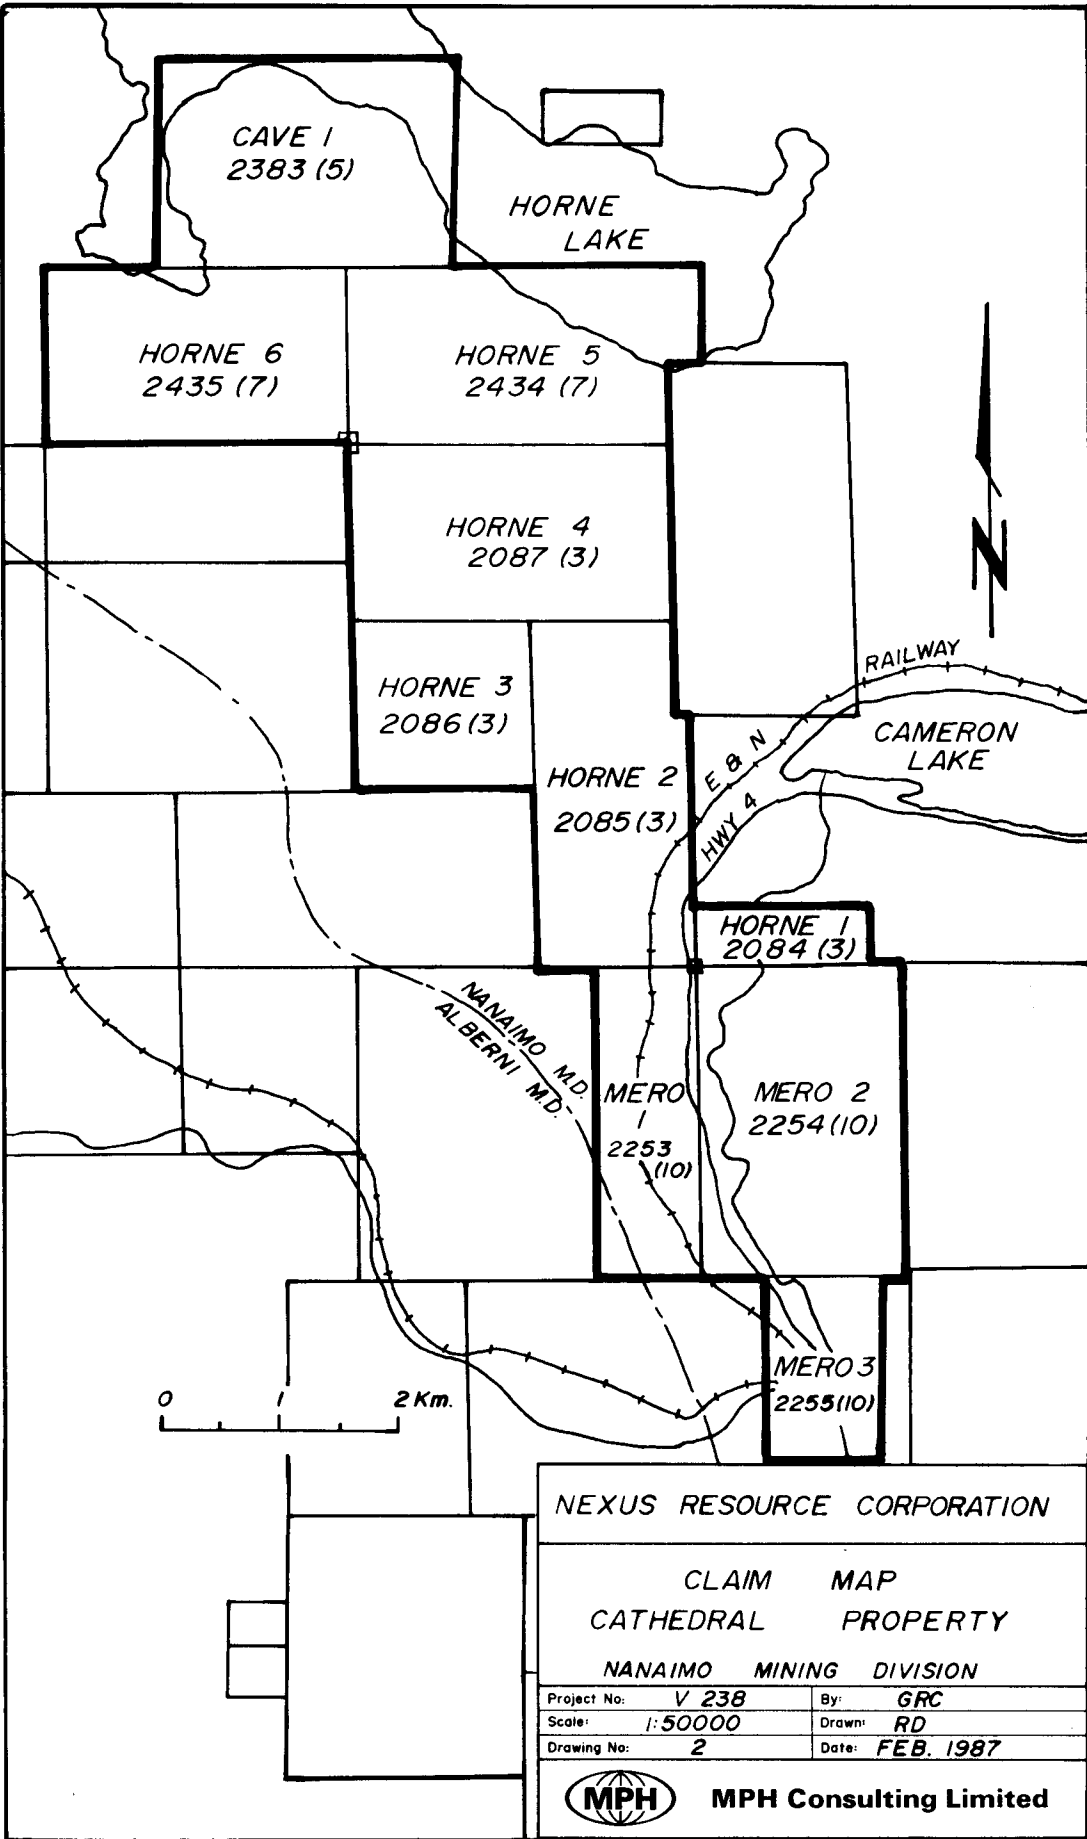 CAVE 1
2383 (5)
HORNE
LAKE
HORNE 6
2435 (7)
HORNE 5
2434 (7)
HORNE 4
2087 (3)
N
RAILWAY
HORNE 3
2086 (3)
CAMERON
LAKE
E & N
HORNE 2
2085 (3)
HWY 4
HORNE 1
2084 (3)
NANAIMO M.D.
ALBERNI M.D.
MERO
1
2253
(10)
MERO 2
2254 (10)
MERO 3
2255 (10)
0 1 2 Km.
NEXUS RESOURCE CORPORATION
CLAIM MAP
CATHEDRAL PROPERTY
NANAIMO MINING DIVISION
Project No: V 238 By: GRC
Scale: 1:50000 Drawn: RD
Drawing No: 2 Date: FEB. 1987
MPH MPH Consulting Limited